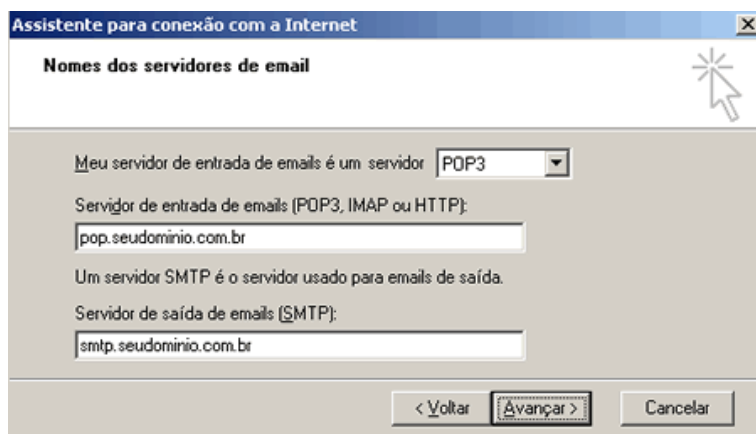 Assistente para conexão com a Internet
Nomes dos servidores de email
Meu servidor de entrada de emails é um servidor POP3
Servidor de entrada de emails (POP3, IMAP ou HTTP):
pop.seudominio.com.br
Um servidor SMTP é o servidor usado para emails de saída.
Servidor de saída de emails (SMTP):
smtp.seudominio.com.br
< Voltar Avançar > Cancelar